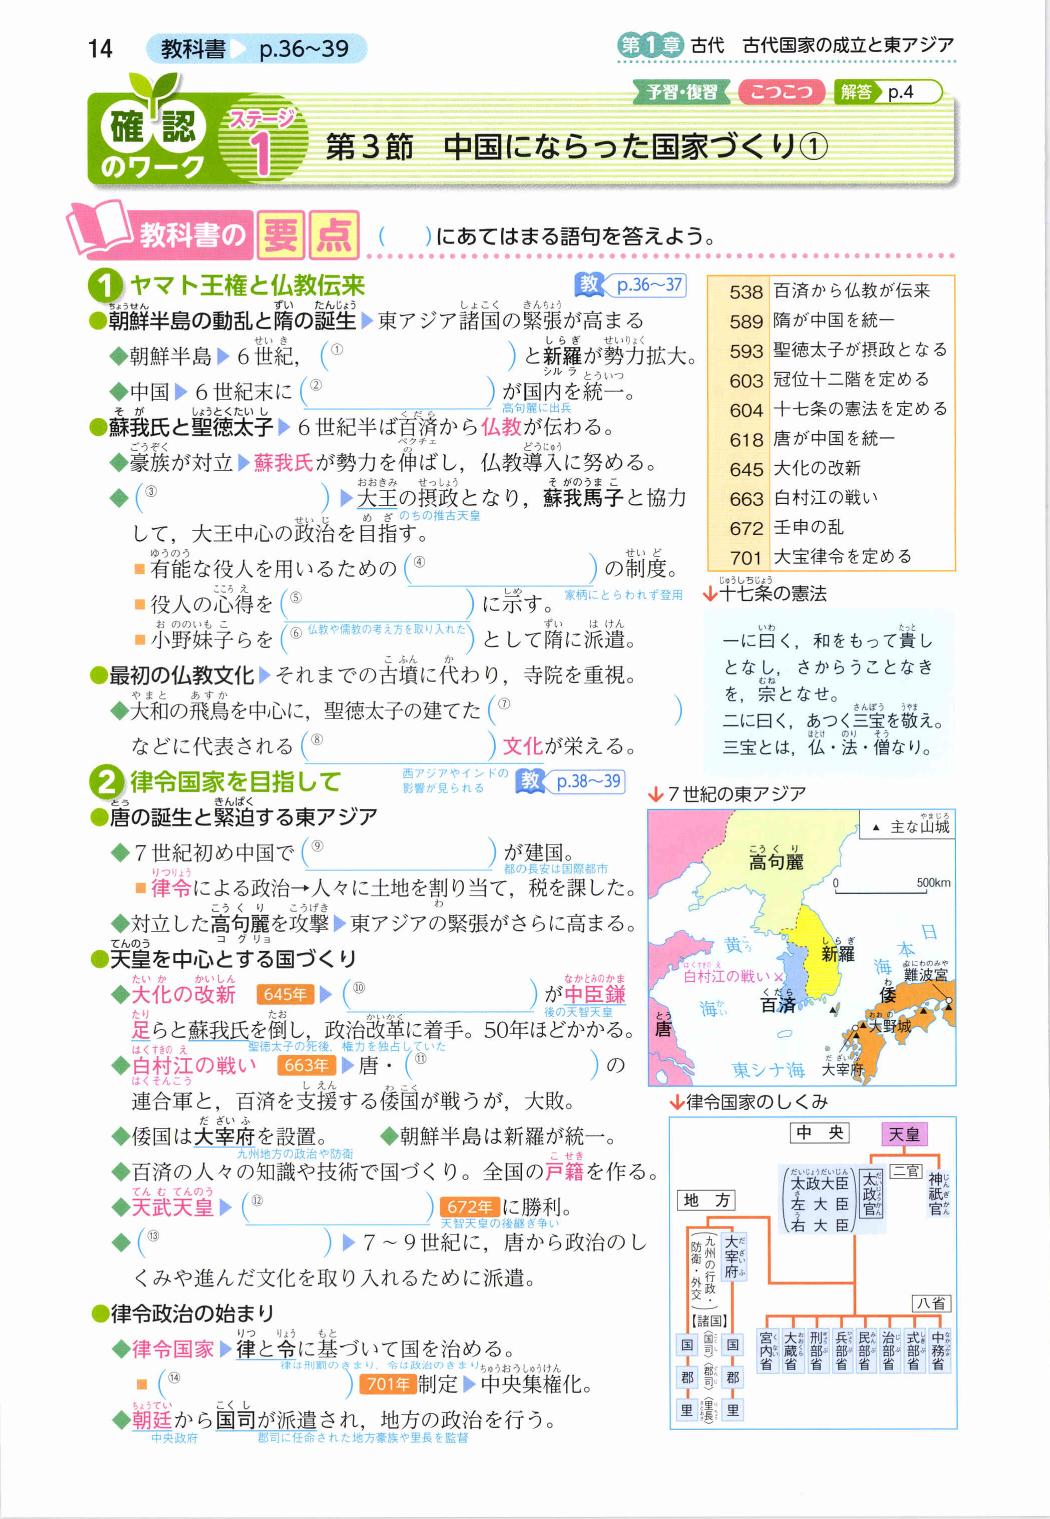 14
教科書 p.36~39
第1章 古代 古代国家の成立と東アジア
予習・復習 こつこつ 解答 p.4
確認のワーク ステージ1
第3節 中国にならった国家づくり①
教科書の要点
( )にあてはまる語句を答えよう。
1 ヤマト王権と仏教伝来 教 p.36~37
●朝鮮半島の動乱と隋の誕生▶東アジア諸国の緊張が高まる
◆朝鮮半島▶6世紀,(① )と新羅が勢力拡大。
◆中国▶6世紀末に(② )が国内を統一。
高句麗に出兵
●蘇我氏と聖徳太子▶6世紀半ば百済から仏教が伝わる。
◆豪族が対立▶蘇我氏が勢力を伸ばし,仏教導入に努める。
◆(③ )▶大王の摂政となり,蘇我馬子と協力
のちの推古天皇
して,大王中心の政治を目指す。
■有能な役人を用いるための(④ )の制度。
家柄にとらわれず登用
■役人の心得を(⑤ )に示す。
仏教や儒教の考え方を取り入れた
■小野妹子らを(⑥ )として隋に派遣。
●最初の仏教文化▶それまでの古墳に代わり,寺院を重視。
◆大和の飛鳥を中心に,聖徳太子の建てた(⑦ )
などに代表される(⑧ )文化が栄える。
西アジアやインドの
影響が見られる
2 律令国家を目指して 教 p.38~39
●唐の誕生と緊迫する東アジア
◆7世紀初め中国で(⑨ )が建国。
都の長安は国際都市
■律令による政治→人々に土地を割り当て,税を課した。
◆対立した高句麗を攻撃▶東アジアの緊張がさらに高まる。
●天皇を中心とする国づくり
◆大化の改新 645年▶(⑩ )が中臣鎌
後の天智天皇
足らと蘇我氏を倒し,政治改革に着手。50年ほどかかる。
聖徳太子の死後,権力を独占していた
◆白村江の戦い 663年▶唐・(⑪ )の
連合軍と,百済を支援する倭国が戦うが,大敗。
◆倭国は大宰府を設置。 ◆朝鮮半島は新羅が統一。
九州地方の政治や防衛
◆百済の人々の知識や技術で国づくり。全国の戸籍を作る。
◆天武天皇▶(⑫ )672年に勝利。
天智天皇の後継ぎ争い
◆(⑬ )▶7~9世紀に,唐から政治のし
くみや進んだ文化を取り入れるために派遣。
●律令政治の始まり
◆律令国家▶律と令に基づいて国を治める。
律は刑罰のきまり,令は政治のきまり
■(⑭ )701年制定▶中央集権化。
◆朝廷から国司が派遣され,地方の政治を行う。
中央政府 郡司に任命された地方豪族や里長を監督
538 百済から仏教が伝来
589 隋が中国を統一
593 聖徳太子が摂政となる
603 冠位十二階を定める
604 十七条の憲法を定める
618 唐が中国を統一
645 大化の改新
663 白村江の戦い
672 壬申の乱
701 大宝律令を定める
↓十七条の憲法
一に曰く,和をもって貴し
となし,さからうことなき
を,宗となせ。
二に曰く,あつく三宝を敬え。
三宝とは,仏・法・僧なり。
↓7世紀の東アジア
▲ 主な山城
高句麗
0 500km
日本海
黄海
新羅
白村江の戦い×
百済
難波宮
倭
唐
大野城
大宰府
東シナ海
↓律令国家のしくみ
中央 天皇
二官
神祇官
太政官
(太政大臣
左大臣
右大臣)
地方
大宰府
(九州の行政・防衛・外交)
八省
中務省
式部省
治部省
民部省
兵部省
刑部省
大蔵省
宮内省
【諸国】
国 (国司) 国
郡 (郡司) 郡
里 (里長) 里